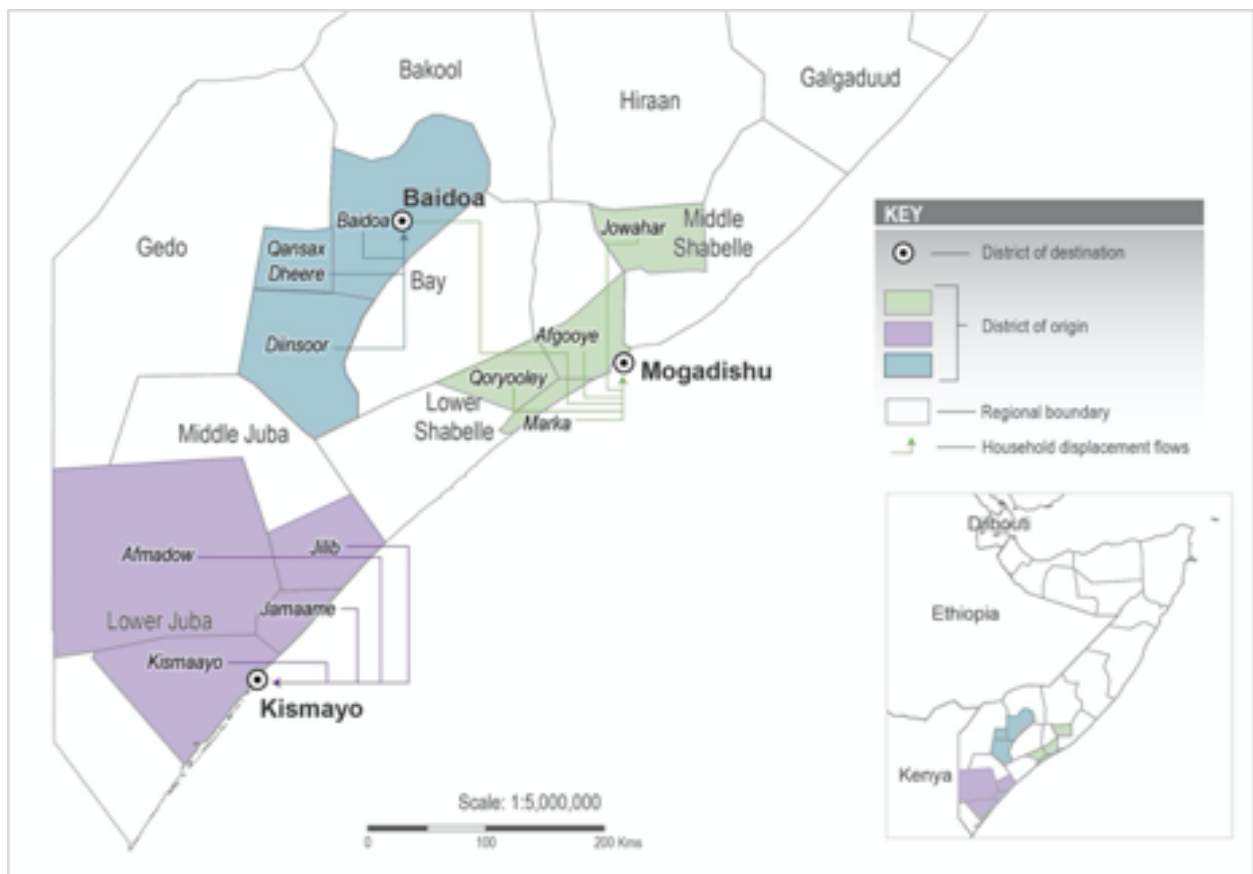 Bakool
Hiraan
Galgaduud
Gedo
Baidoa
Baidoa
Qansax
Dheere
Bay
Diinsoor
Jowahar
Middle
Shabelle
Afgooye
Mogadishu
Qoryooley
Lower
Shabelle
Marka
Middle Juba
Afmadow
Jilib
Lower Juba
Jamaame
Kismaayo
Kismayo
Scale: 1:5,000,000
0 100 200 Kms
KEY
District of destination
District of origin
Regional boundary
Household displacement flows
Djibouti
Ethiopia
Kenya